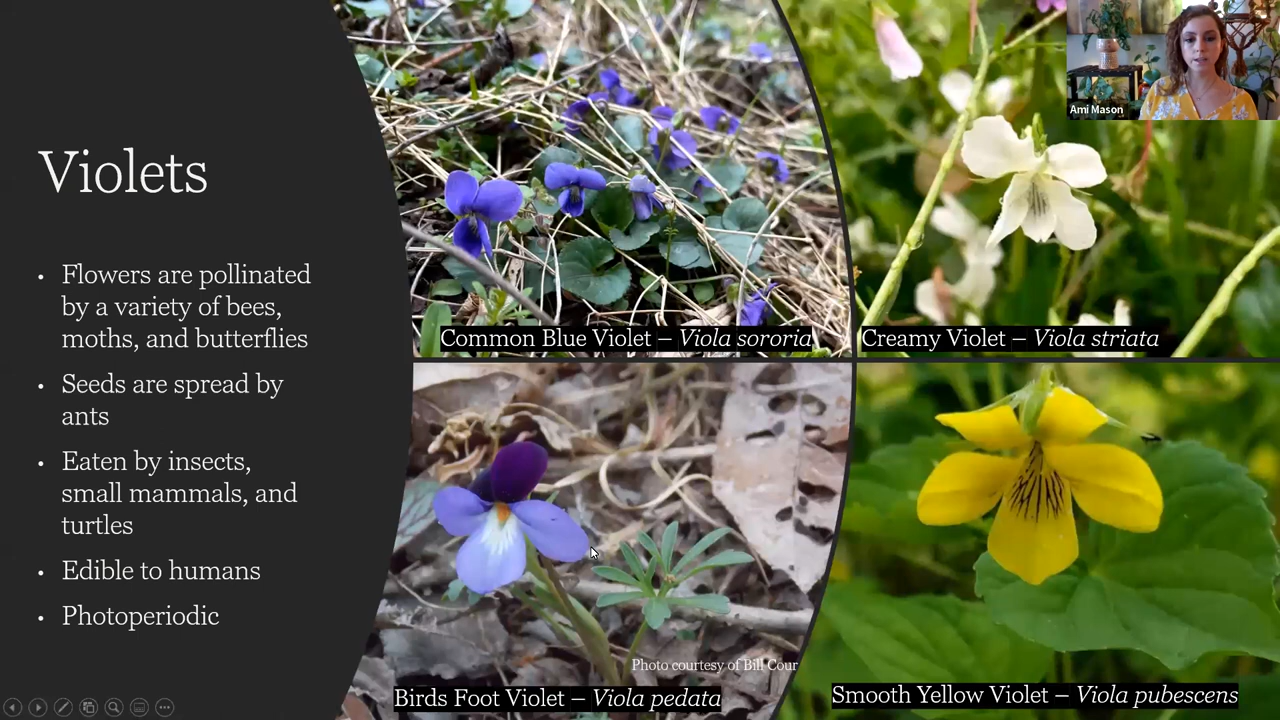 Violets
• Flowers are pollinated
by a variety of bees,
moths, and butterflies
• Seeds are spread by
ants
• Eaten by insects,
small mammals, and
turtles
• Edible to humans
• Photoperiodic
Common Blue Violet – Viola sororia
Creamy Violet – Viola striata
Ami Mason
Photo courtesy of Bill Cour
Birds Foot Violet – Viola pedata
Smooth Yellow Violet – Viola pubescens